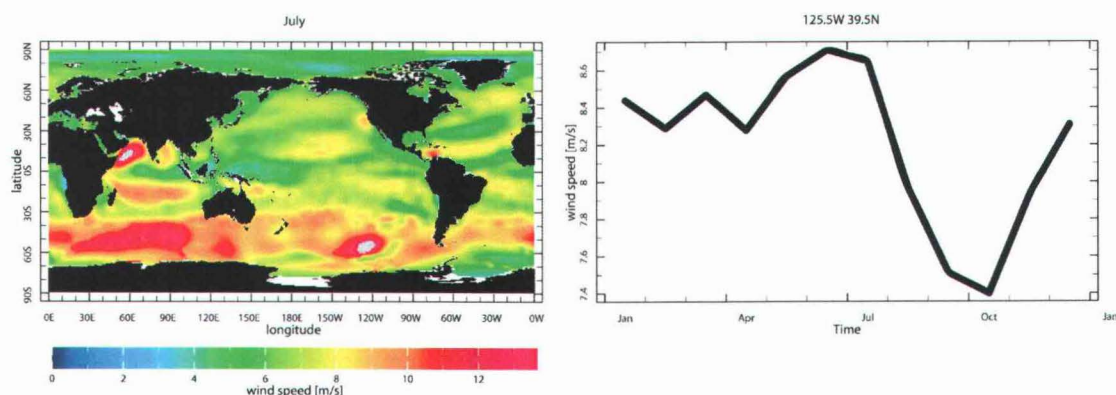 July
90N
60N
30N
0S
30S
60S
90S
latitude
0E 30E 60E 90E 120E 150E 180E 150W 120W 90W 60W 30W 0W
longitude
0 2 4 6 8 10 12
wind speed [m/s]
125.5W 39.5N
8.6
8.4
8.2
8
7.8
7.6
7.4
wind speed [m/s]
Jan Apr Jul Oct Jan
Time